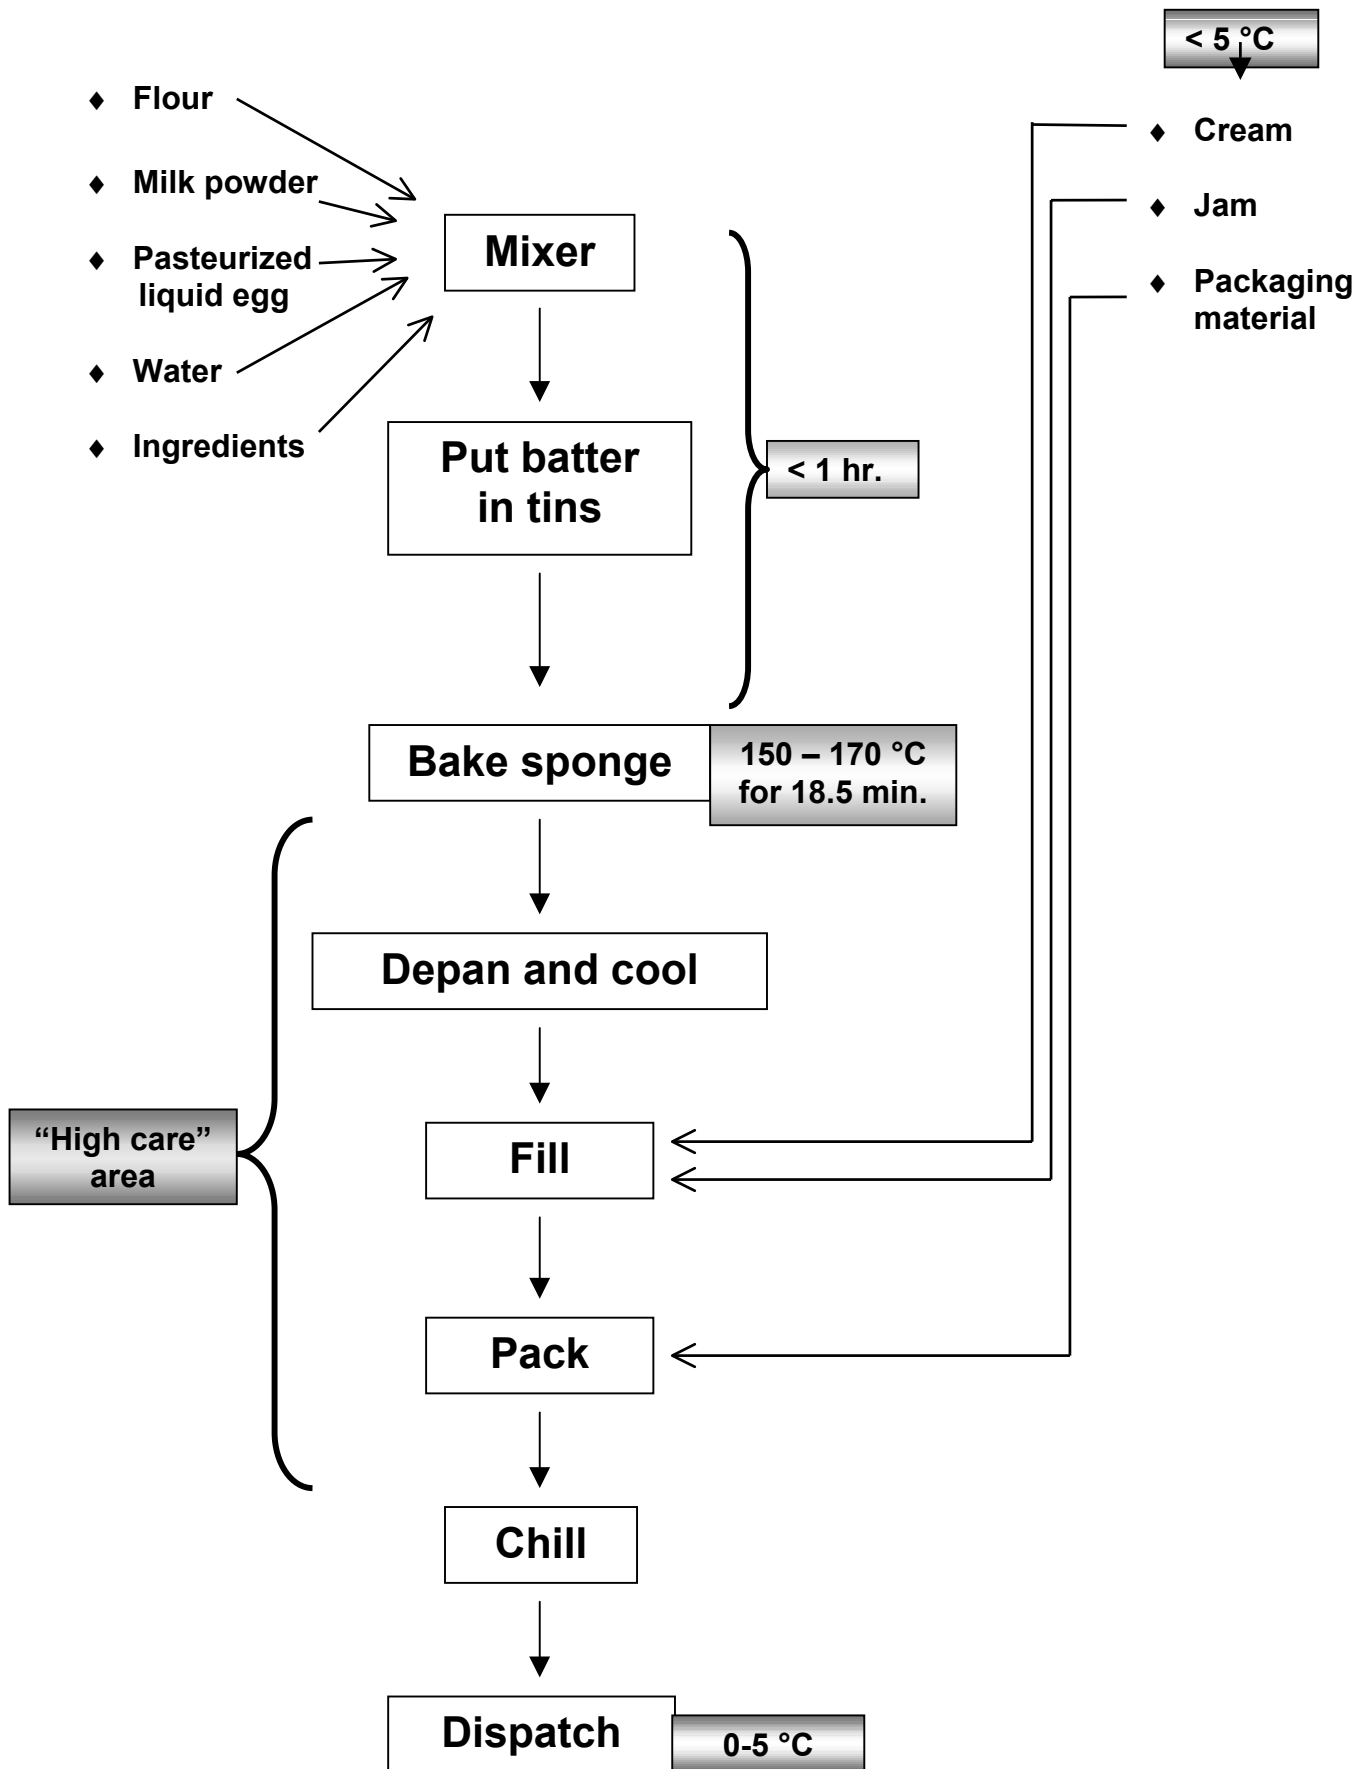 < 5 °C
♦ Flour
♦ Cream
♦ Milk powder
♦ Jam
Mixer
♦ Pasteurized
liquid egg
♦ Packaging
material
♦ Water
♦ Ingredients
Put batter
in tins
< 1 hr.
Bake sponge
150 – 170 °C
for 18.5 min.
Depan and cool
“High care”
area
Fill
Pack
Chill
Dispatch
0-5 °C